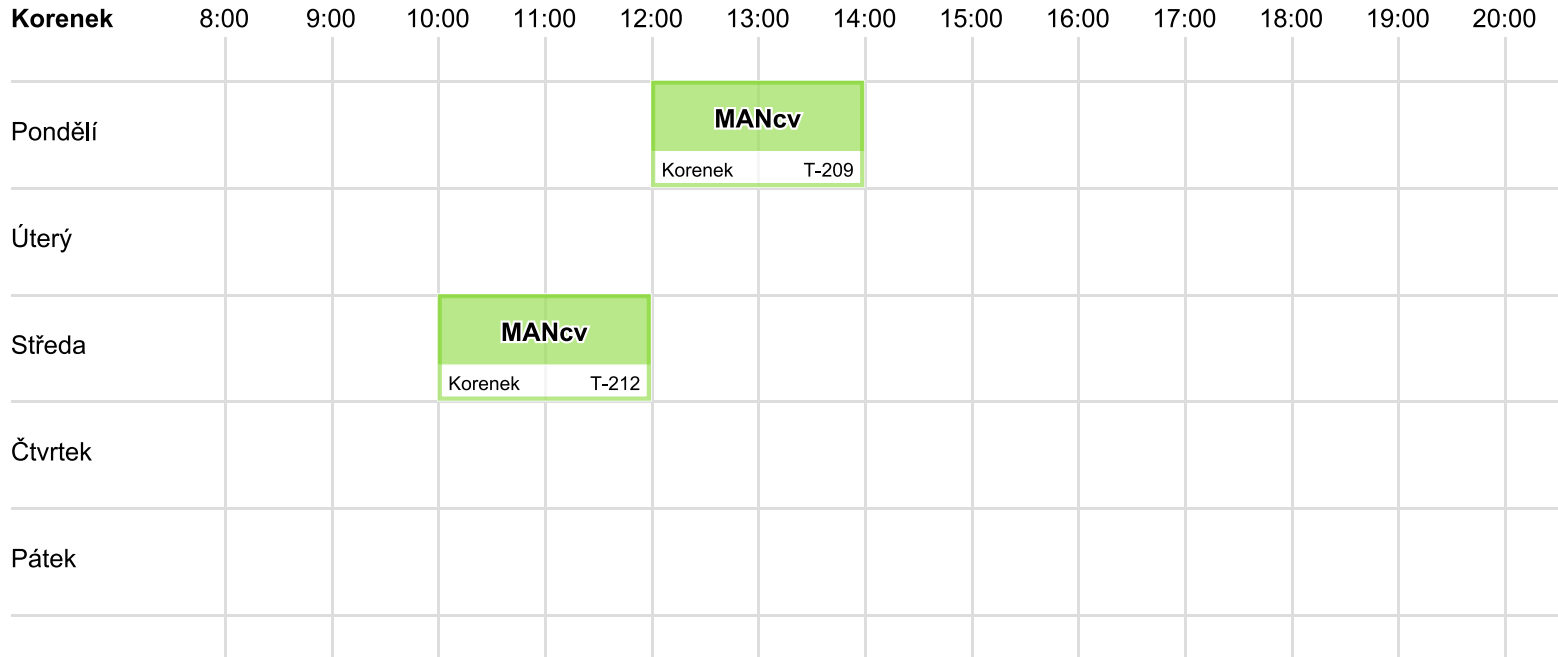 Korenek 8:00 9:00 10:00 11:00 12:00 13:00 14:00 15:00 16:00 17:00 18:00 19:00 20:00
Pondělí
MANcv
Korenek T-209
Úterý
Středa
MANcv
Korenek T-212
Čtvrtek
Pátek